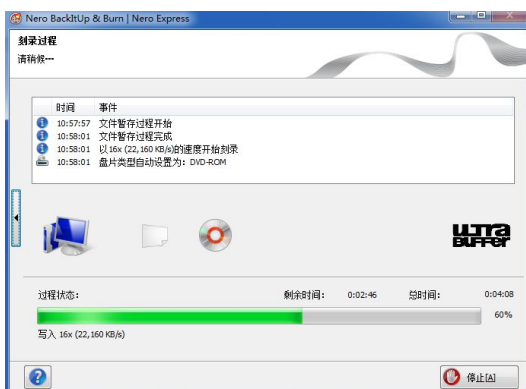 Nero BackItUp & Burn | Nero Express
刻录过程
请稍候...
时间 事件
10:57:57 文件暂存过程开始
10:58:01 文件暂存过程完成
10:58:01 以16x (22,160 KB/s)的速度开始刻录
10:58:01 盘片类型自动设置为: DVD-ROM
ULTRA
BUFFER
过程状态: 剩余时间: 0:02:46 总时间: 0:04:08
60%
写入 16x (22,160 KB/s)
? 停止[A]